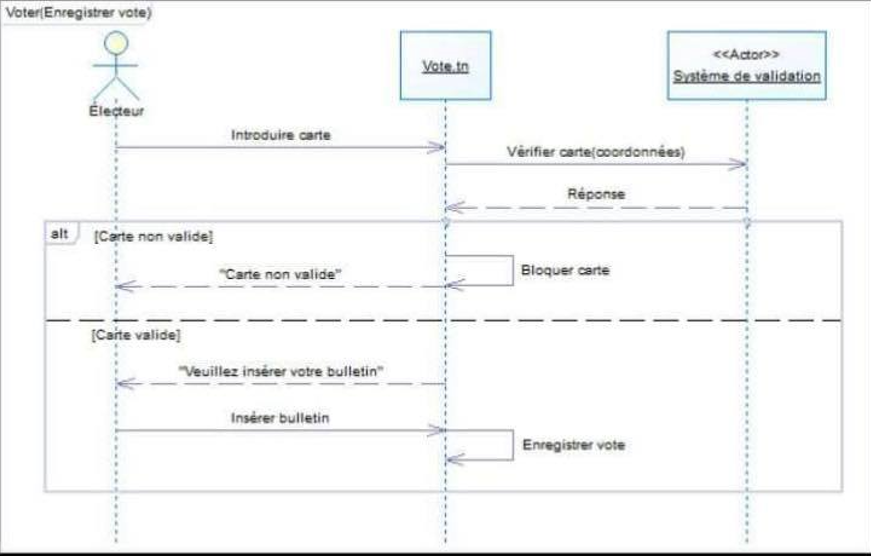 Voter(Enregistrer vote)
Électeur
Vote.tn
<<Actor>>
Système de validation
Introduire carte
Vérifier carte(coordonnées)
Réponse
alt
[Carte non valide]
Bloquer carte
"Carte non valide"
[Carte valide]
"Veuillez insérer votre bulletin"
Insérer bulletin
Enregistrer vote